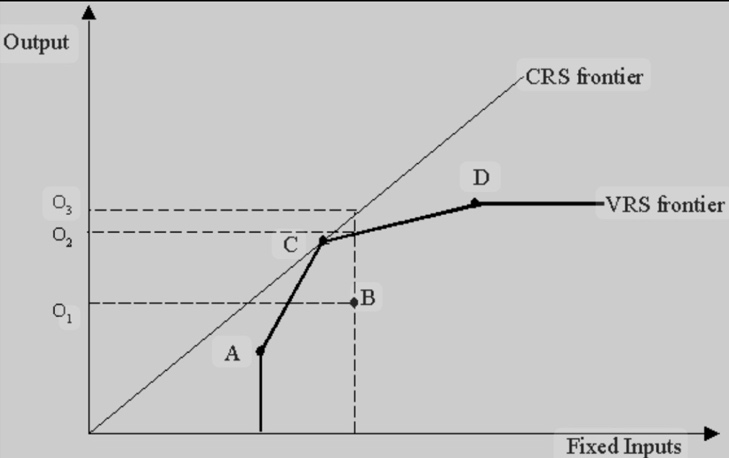 Output
CRS frontier
D
O₃
VRS frontier
O₂
C
B
O₁
A
Fixed Inputs